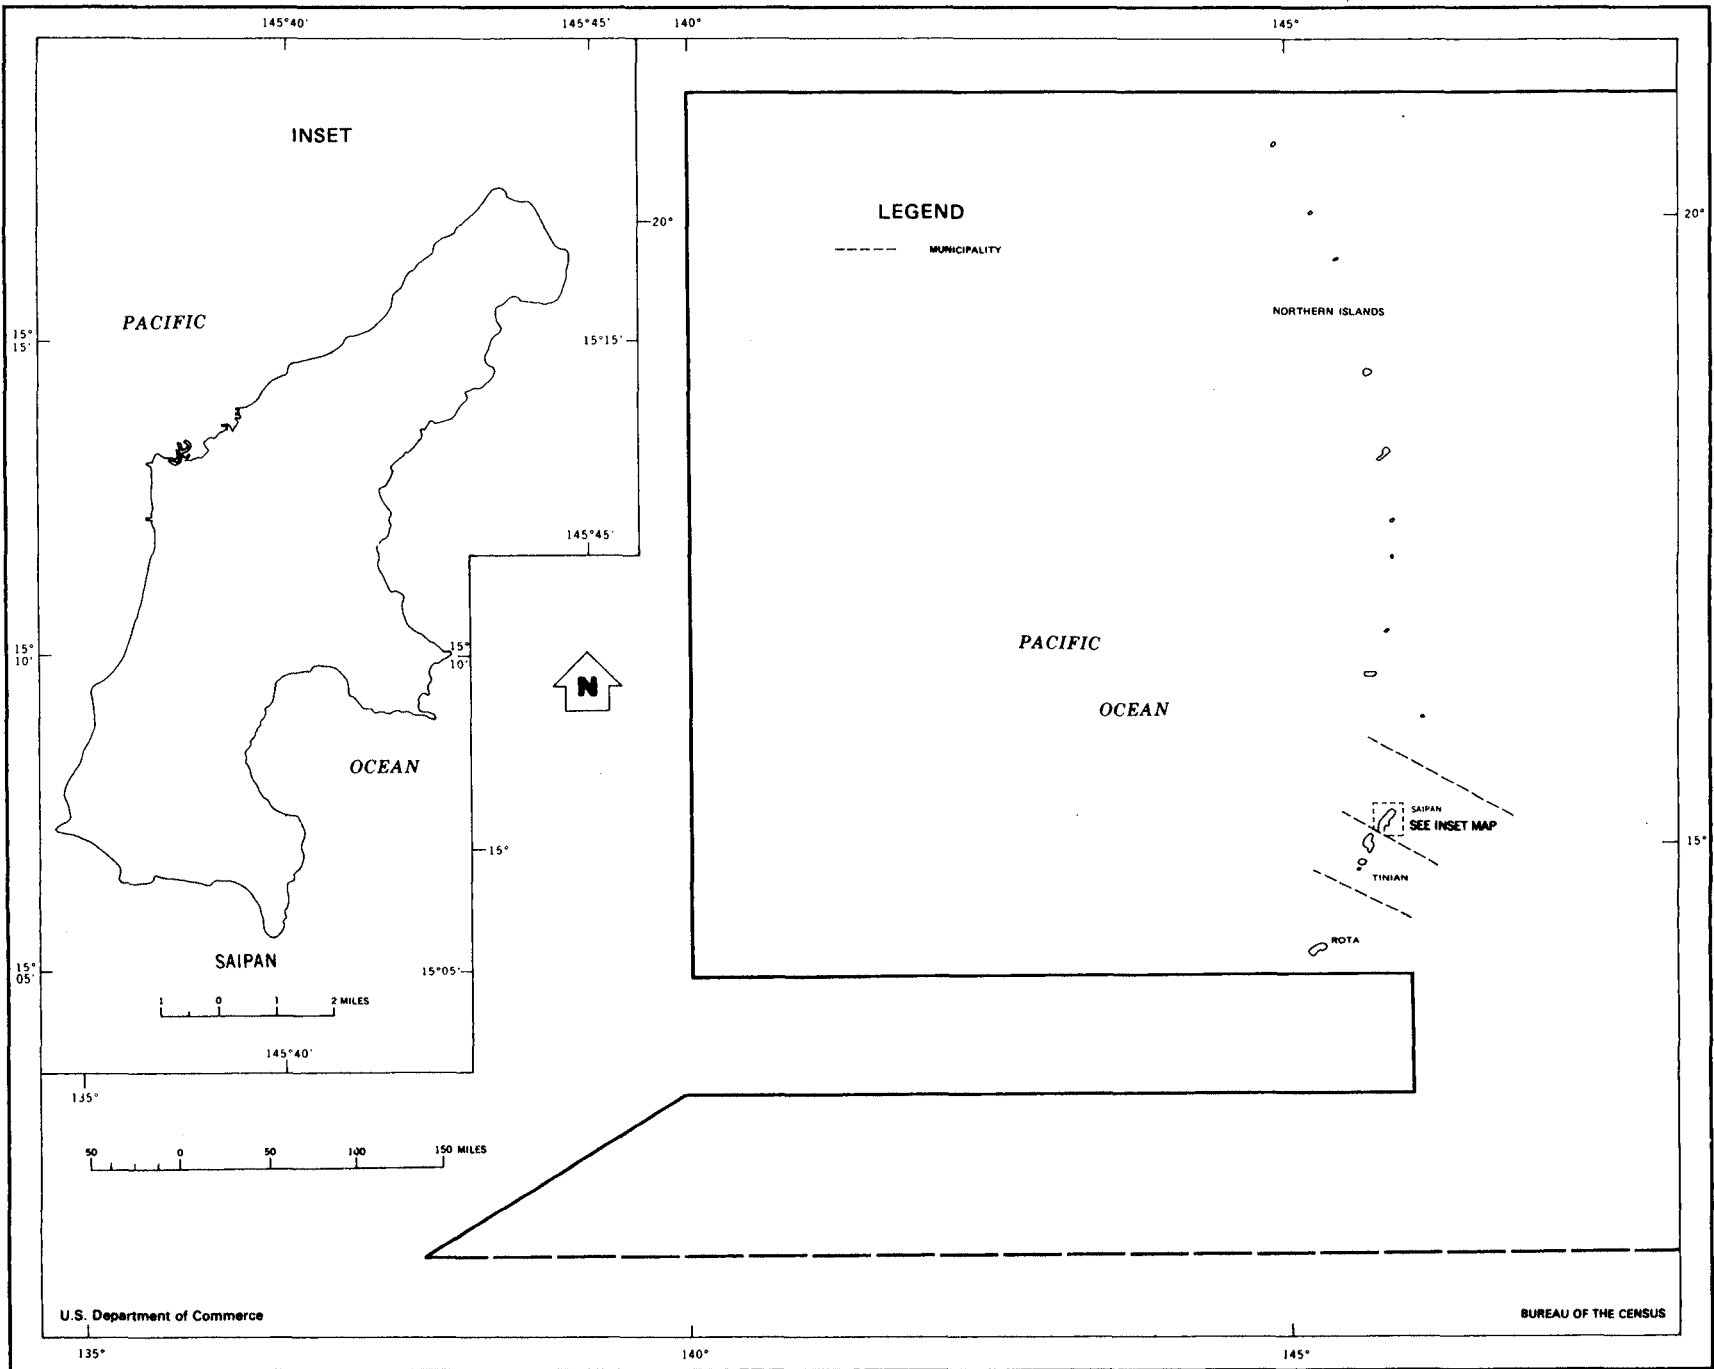 145°40'
145°45'
140°
145°
INSET
LEGEND
20°
20°
MUNICIPALITY
NORTHERN ISLANDS
PACIFIC
15°
15'
15°15'
145°45'
PACIFIC
15°
10'
15°
10'
N
OCEAN
OCEAN
SAIPAN
SEE INSET MAP
15°
15°
TINIAN
ROTA
SAIPAN
15°
05'
15°05'
1 0 1 2 MILES
145°40'
135°
50 0 50 100 150 MILES
U.S. Department of Commerce
BUREAU OF THE CENSUS
135°
140°
145°